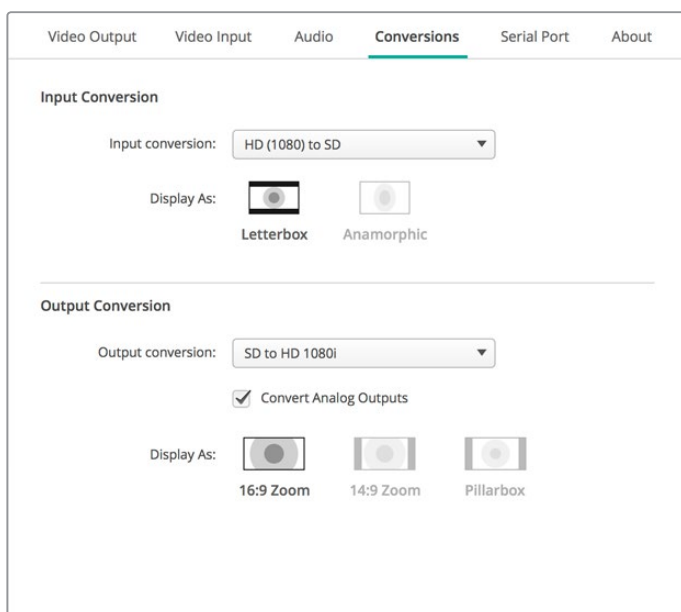 Video Output Video Input Audio Conversions Serial Port About
Input Conversion
Input conversion: HD (1080) to SD
Display As:
Letterbox Anamorphic
Output Conversion
Output conversion: SD to HD 1080i
Convert Analog Outputs
Display As:
16:9 Zoom 14:9 Zoom Pillarbox